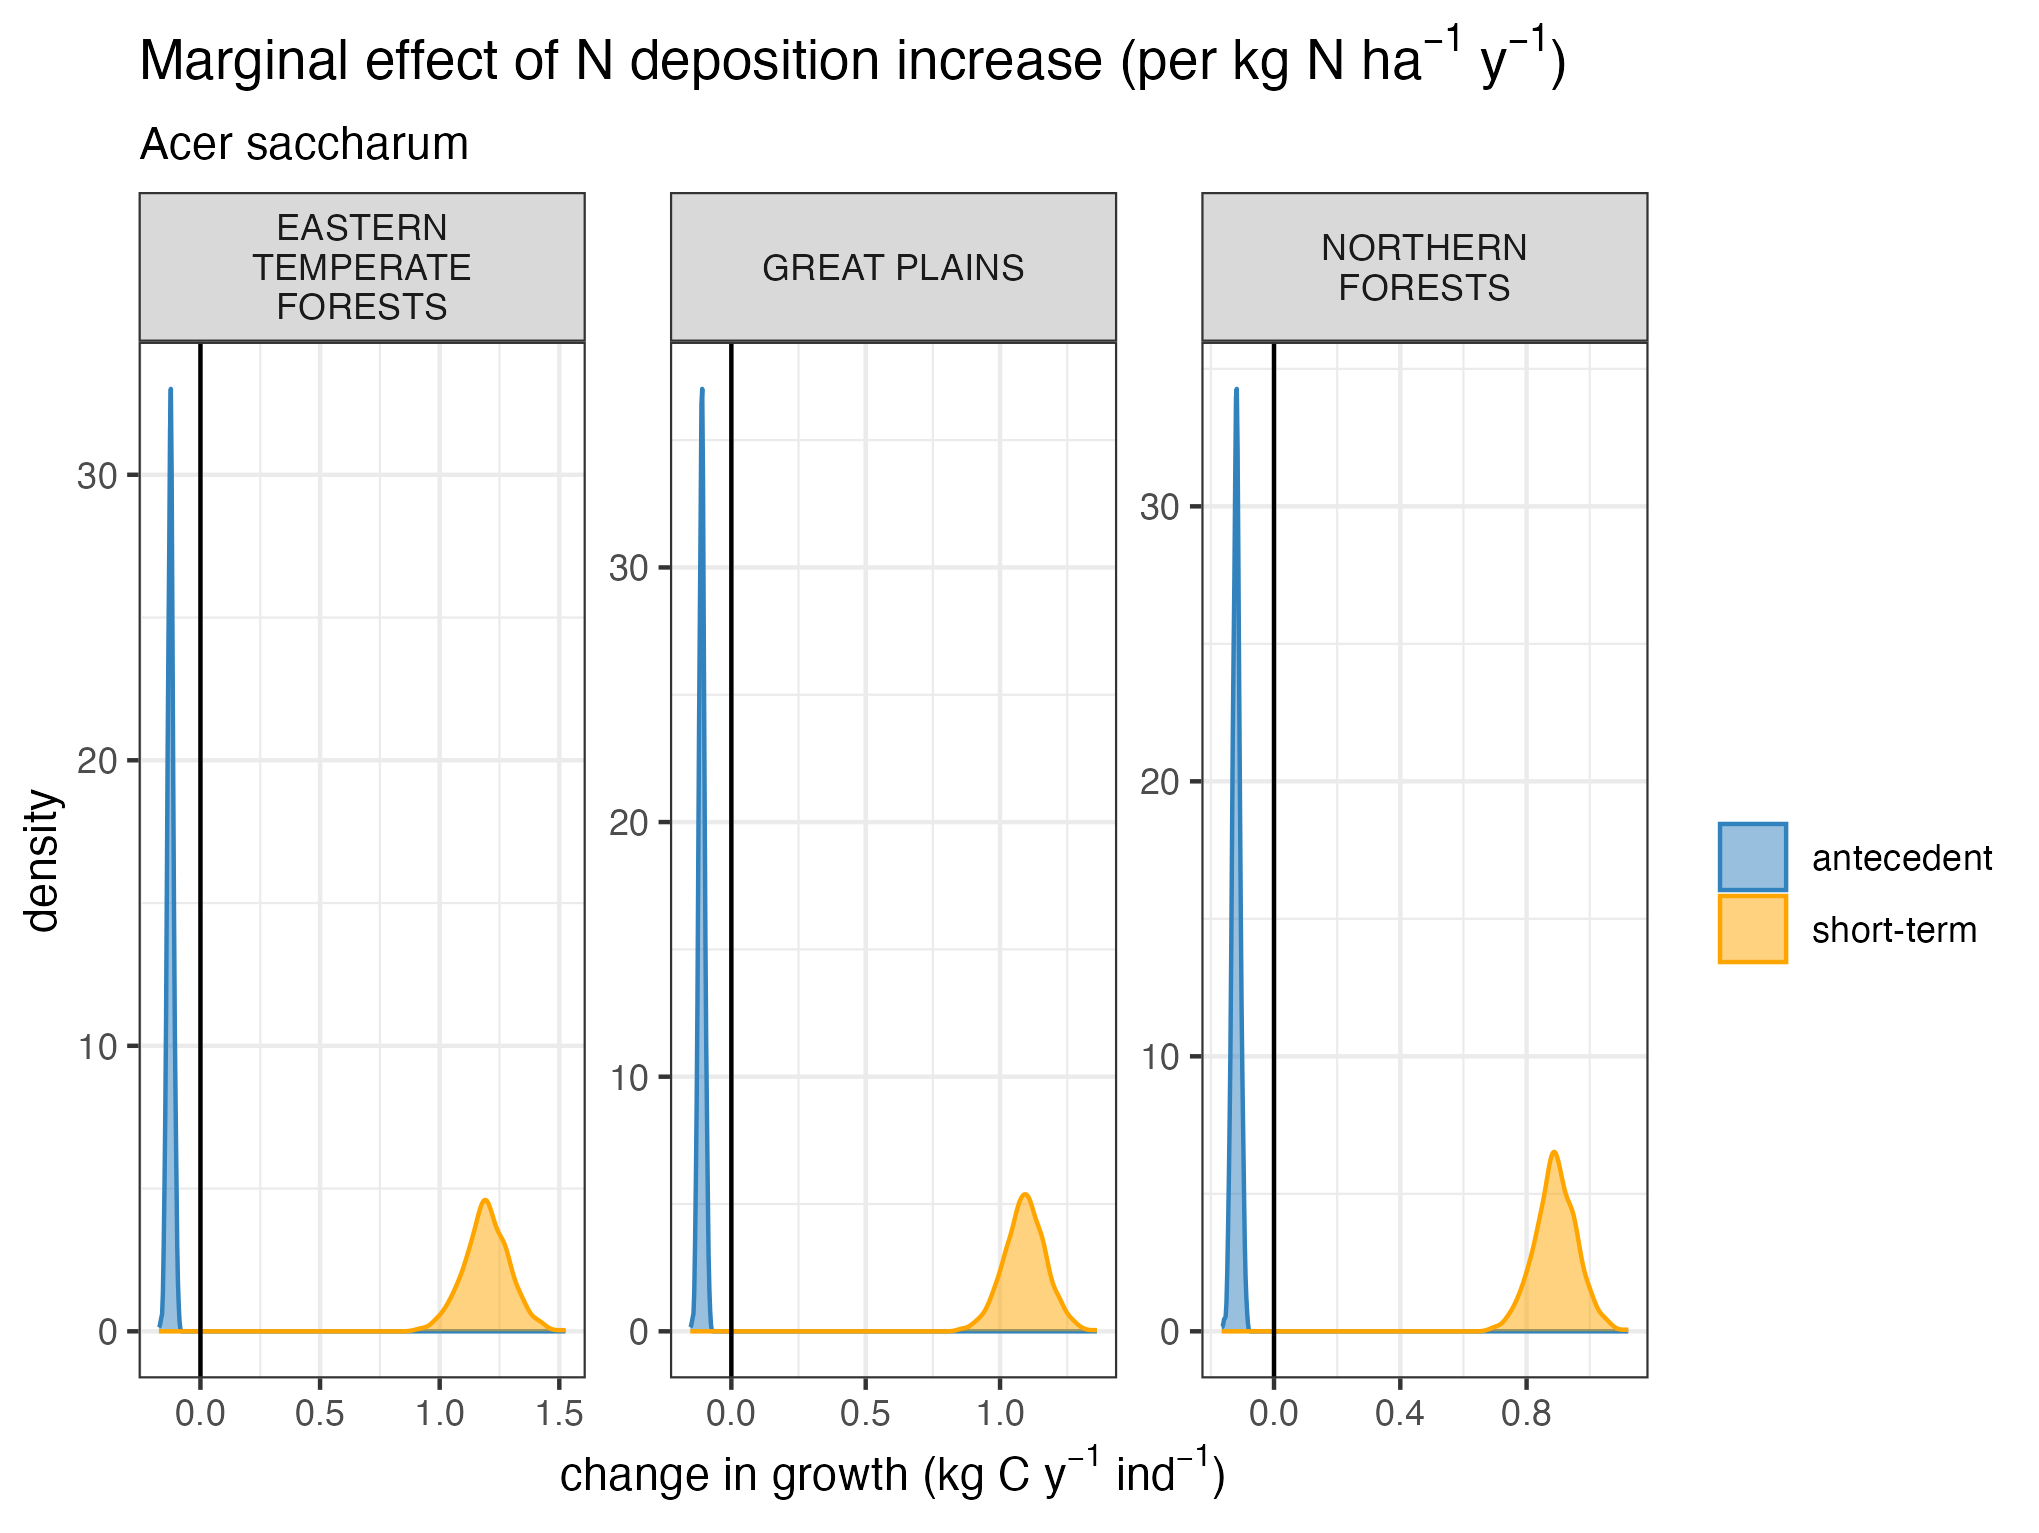 Marginal effect of N deposition increase (per kg N ha⁻¹ y⁻¹)
Acer saccharum
EASTERN
TEMPERATE
FORESTS
GREAT PLAINS
NORTHERN
FORESTS
density
30
20
10
0
30
20
10
0
30
20
10
0
0.0 0.5 1.0 1.5
0.0 0.5 1.0
0.0 0.4 0.8
change in growth (kg C y⁻¹ ind⁻¹)
antecedent
short-term